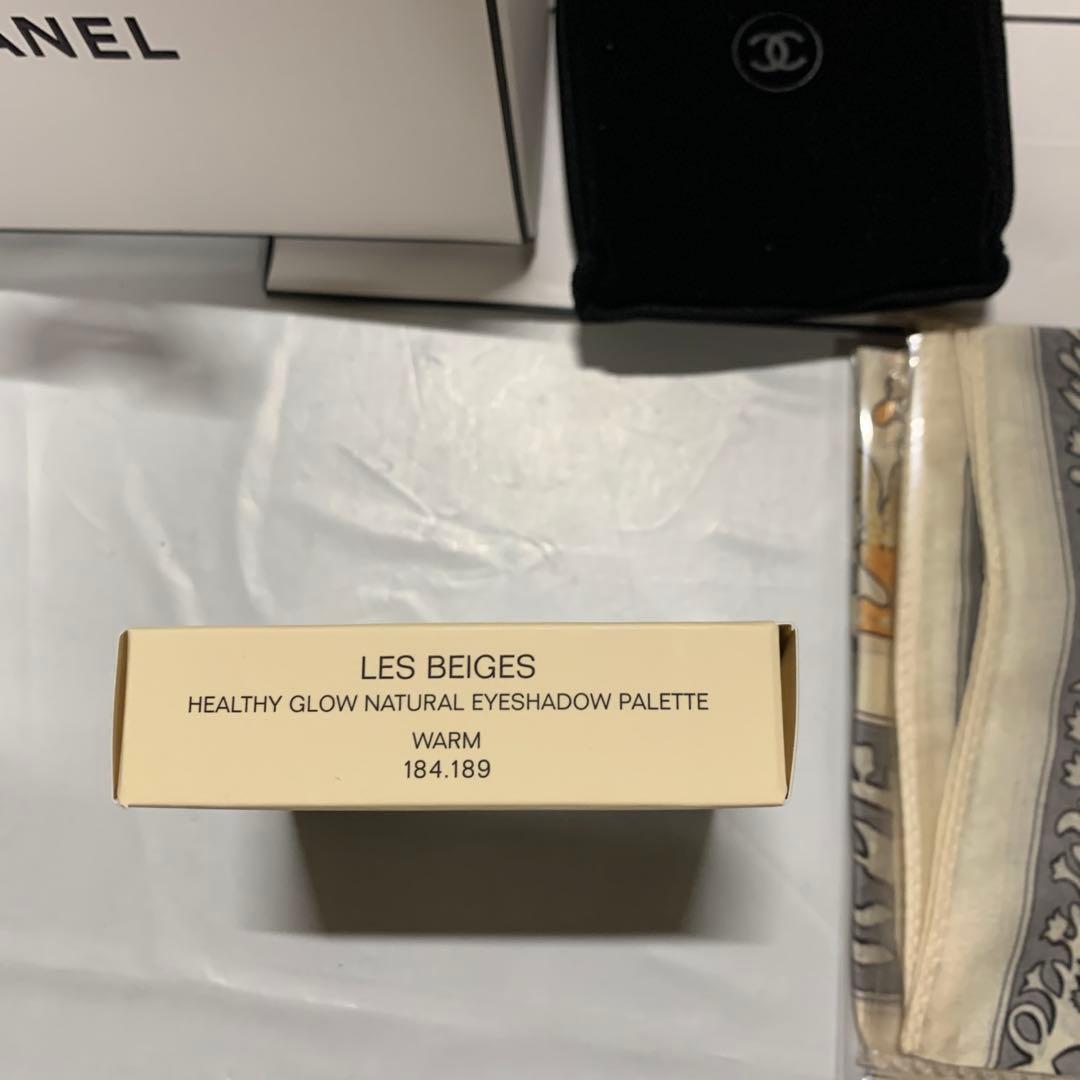 ANEL
LES BEIGES
HEALTHY GLOW NATURAL EYESHADOW PALETTE
WARM
184.189